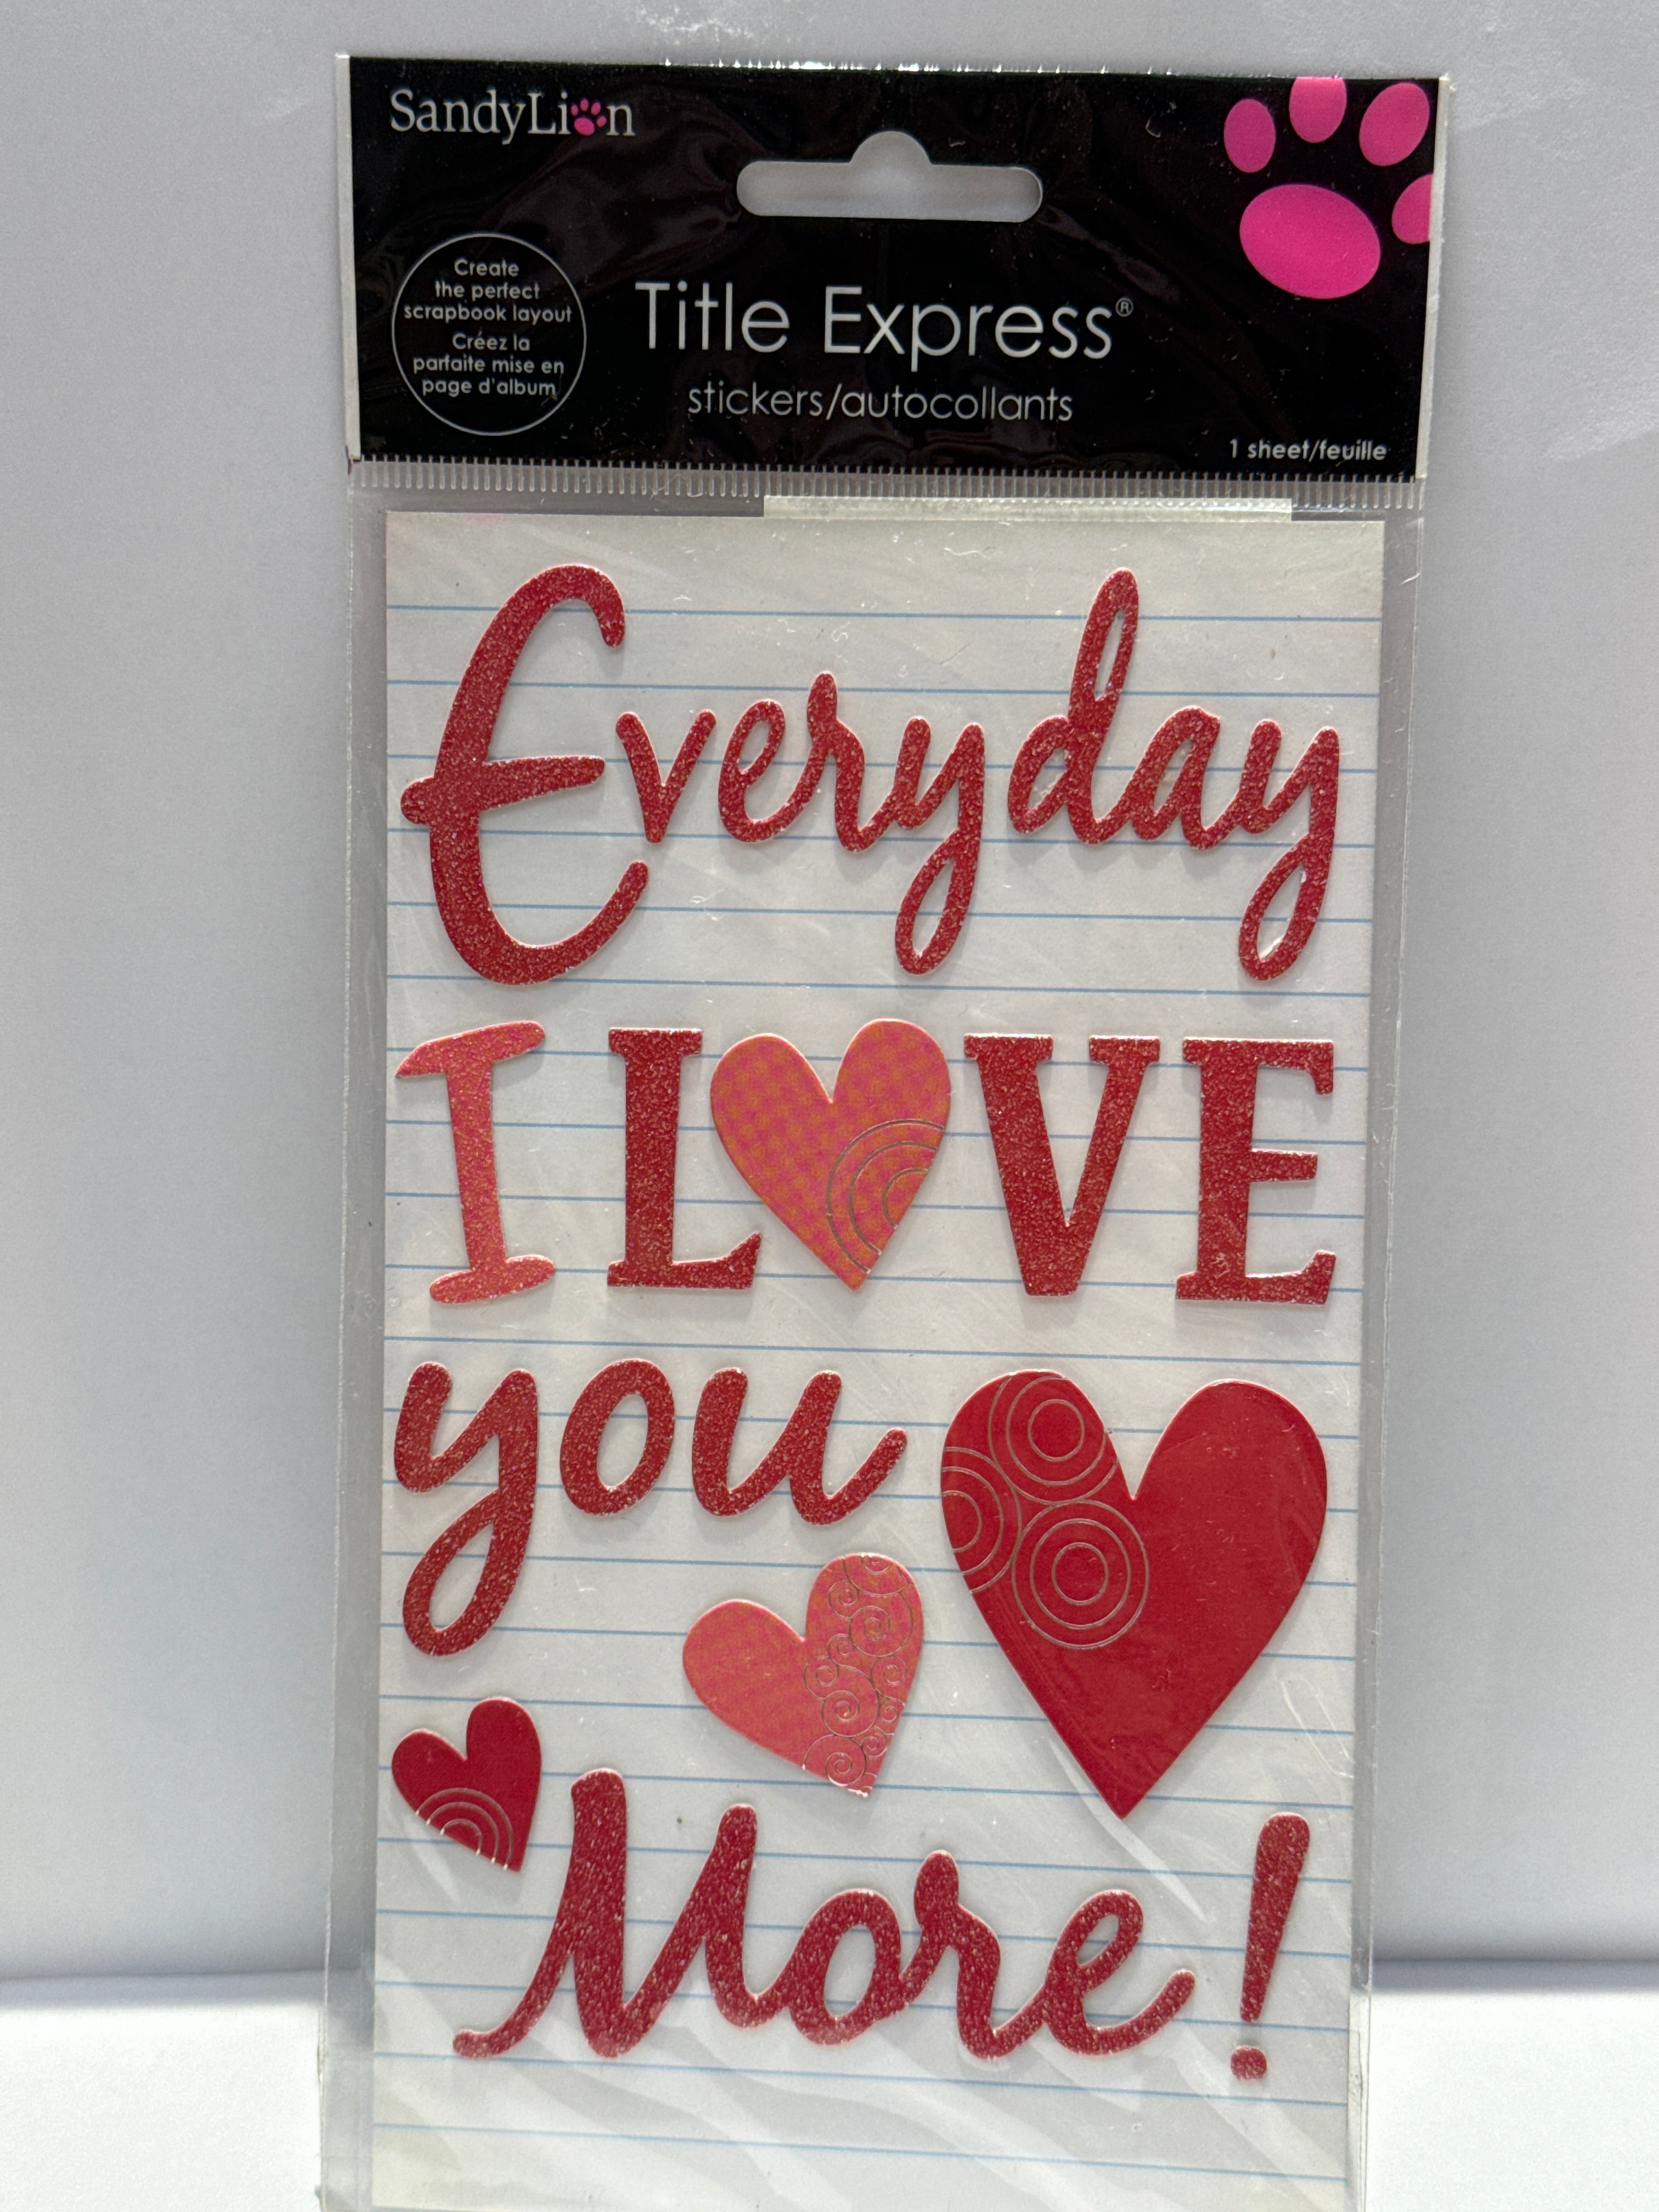 SandyLion
Create
the perfect
scrapbook layout
Créez la
parfaite mise en
page d'album
Title Express®
stickers/autocollants
1 sheet/feuille
Everyday
I L♥VE
you
More!